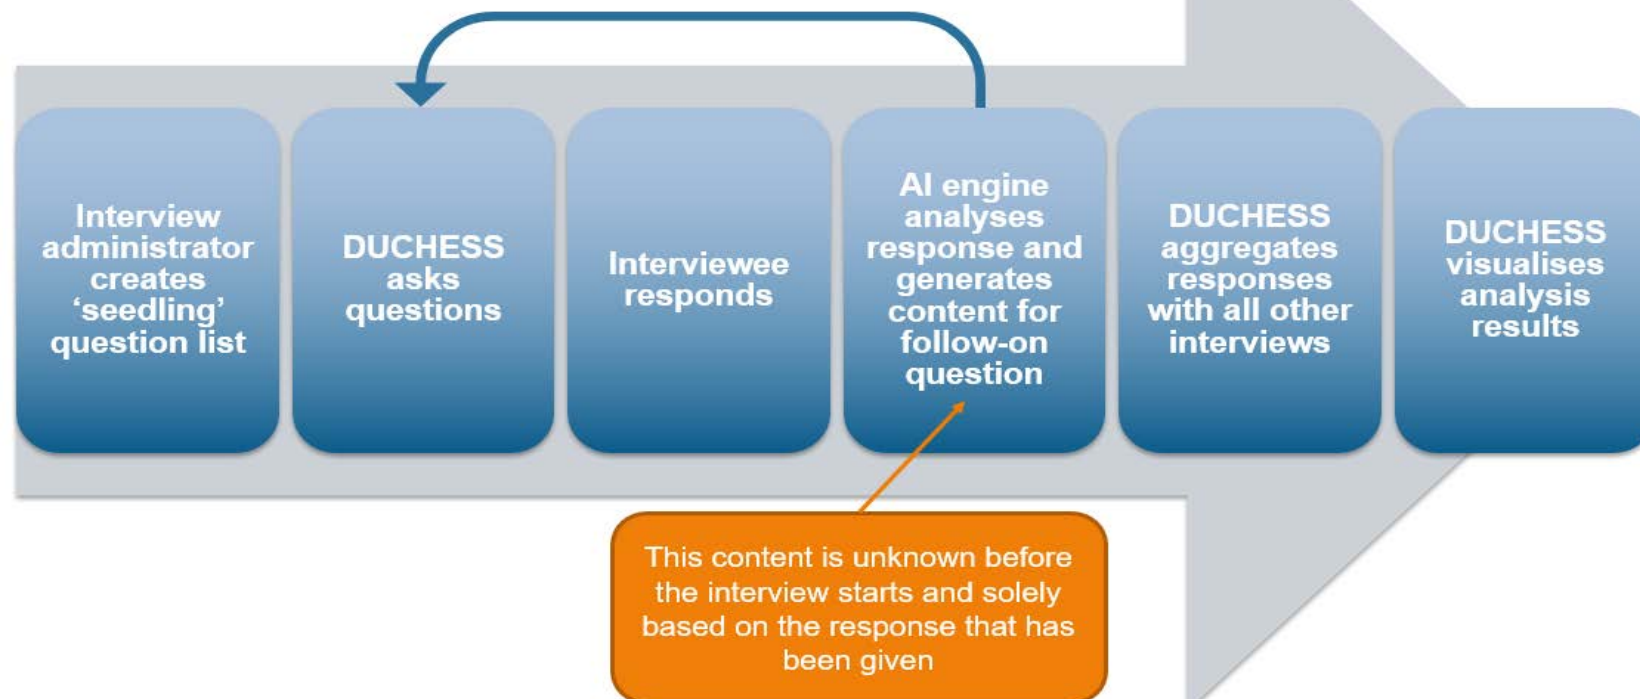 Interview
administrator
creates
‘seedling’
question list
DUCHESS
asks
questions
Interviewee
responds
AI engine
analyses
response and
generates
content for
follow-on
question
DUCHESS
aggregates
responses
with all other
interviews
DUCHESS
visualises
analysis
results
This content is unknown before
the interview starts and solely
based on the response that has
been given